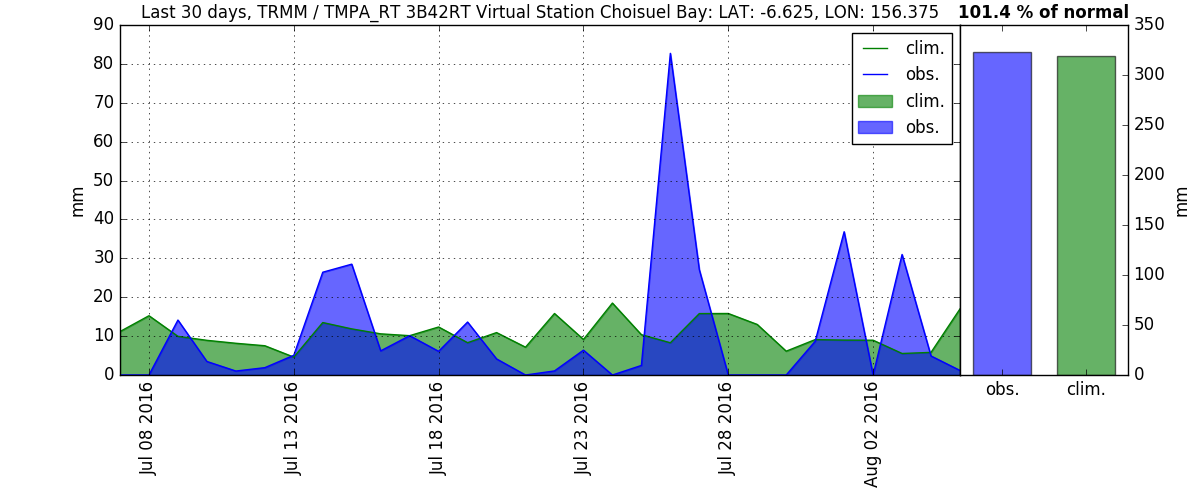 Last 30 days, TRMM / TMPA_RT 3B42RT Virtual Station Choisuel Bay: LAT: -6.625, LON: 156.375
101.4 % of normal
90
80
70
60
50
40
30
20
10
0
mm
clim.
obs.
clim.
obs.
Jul 08 2016
Jul 13 2016
Jul 18 2016
Jul 23 2016
Jul 28 2016
Aug 02 2016
350
300
250
200
150
100
50
0
mm
obs.
clim.